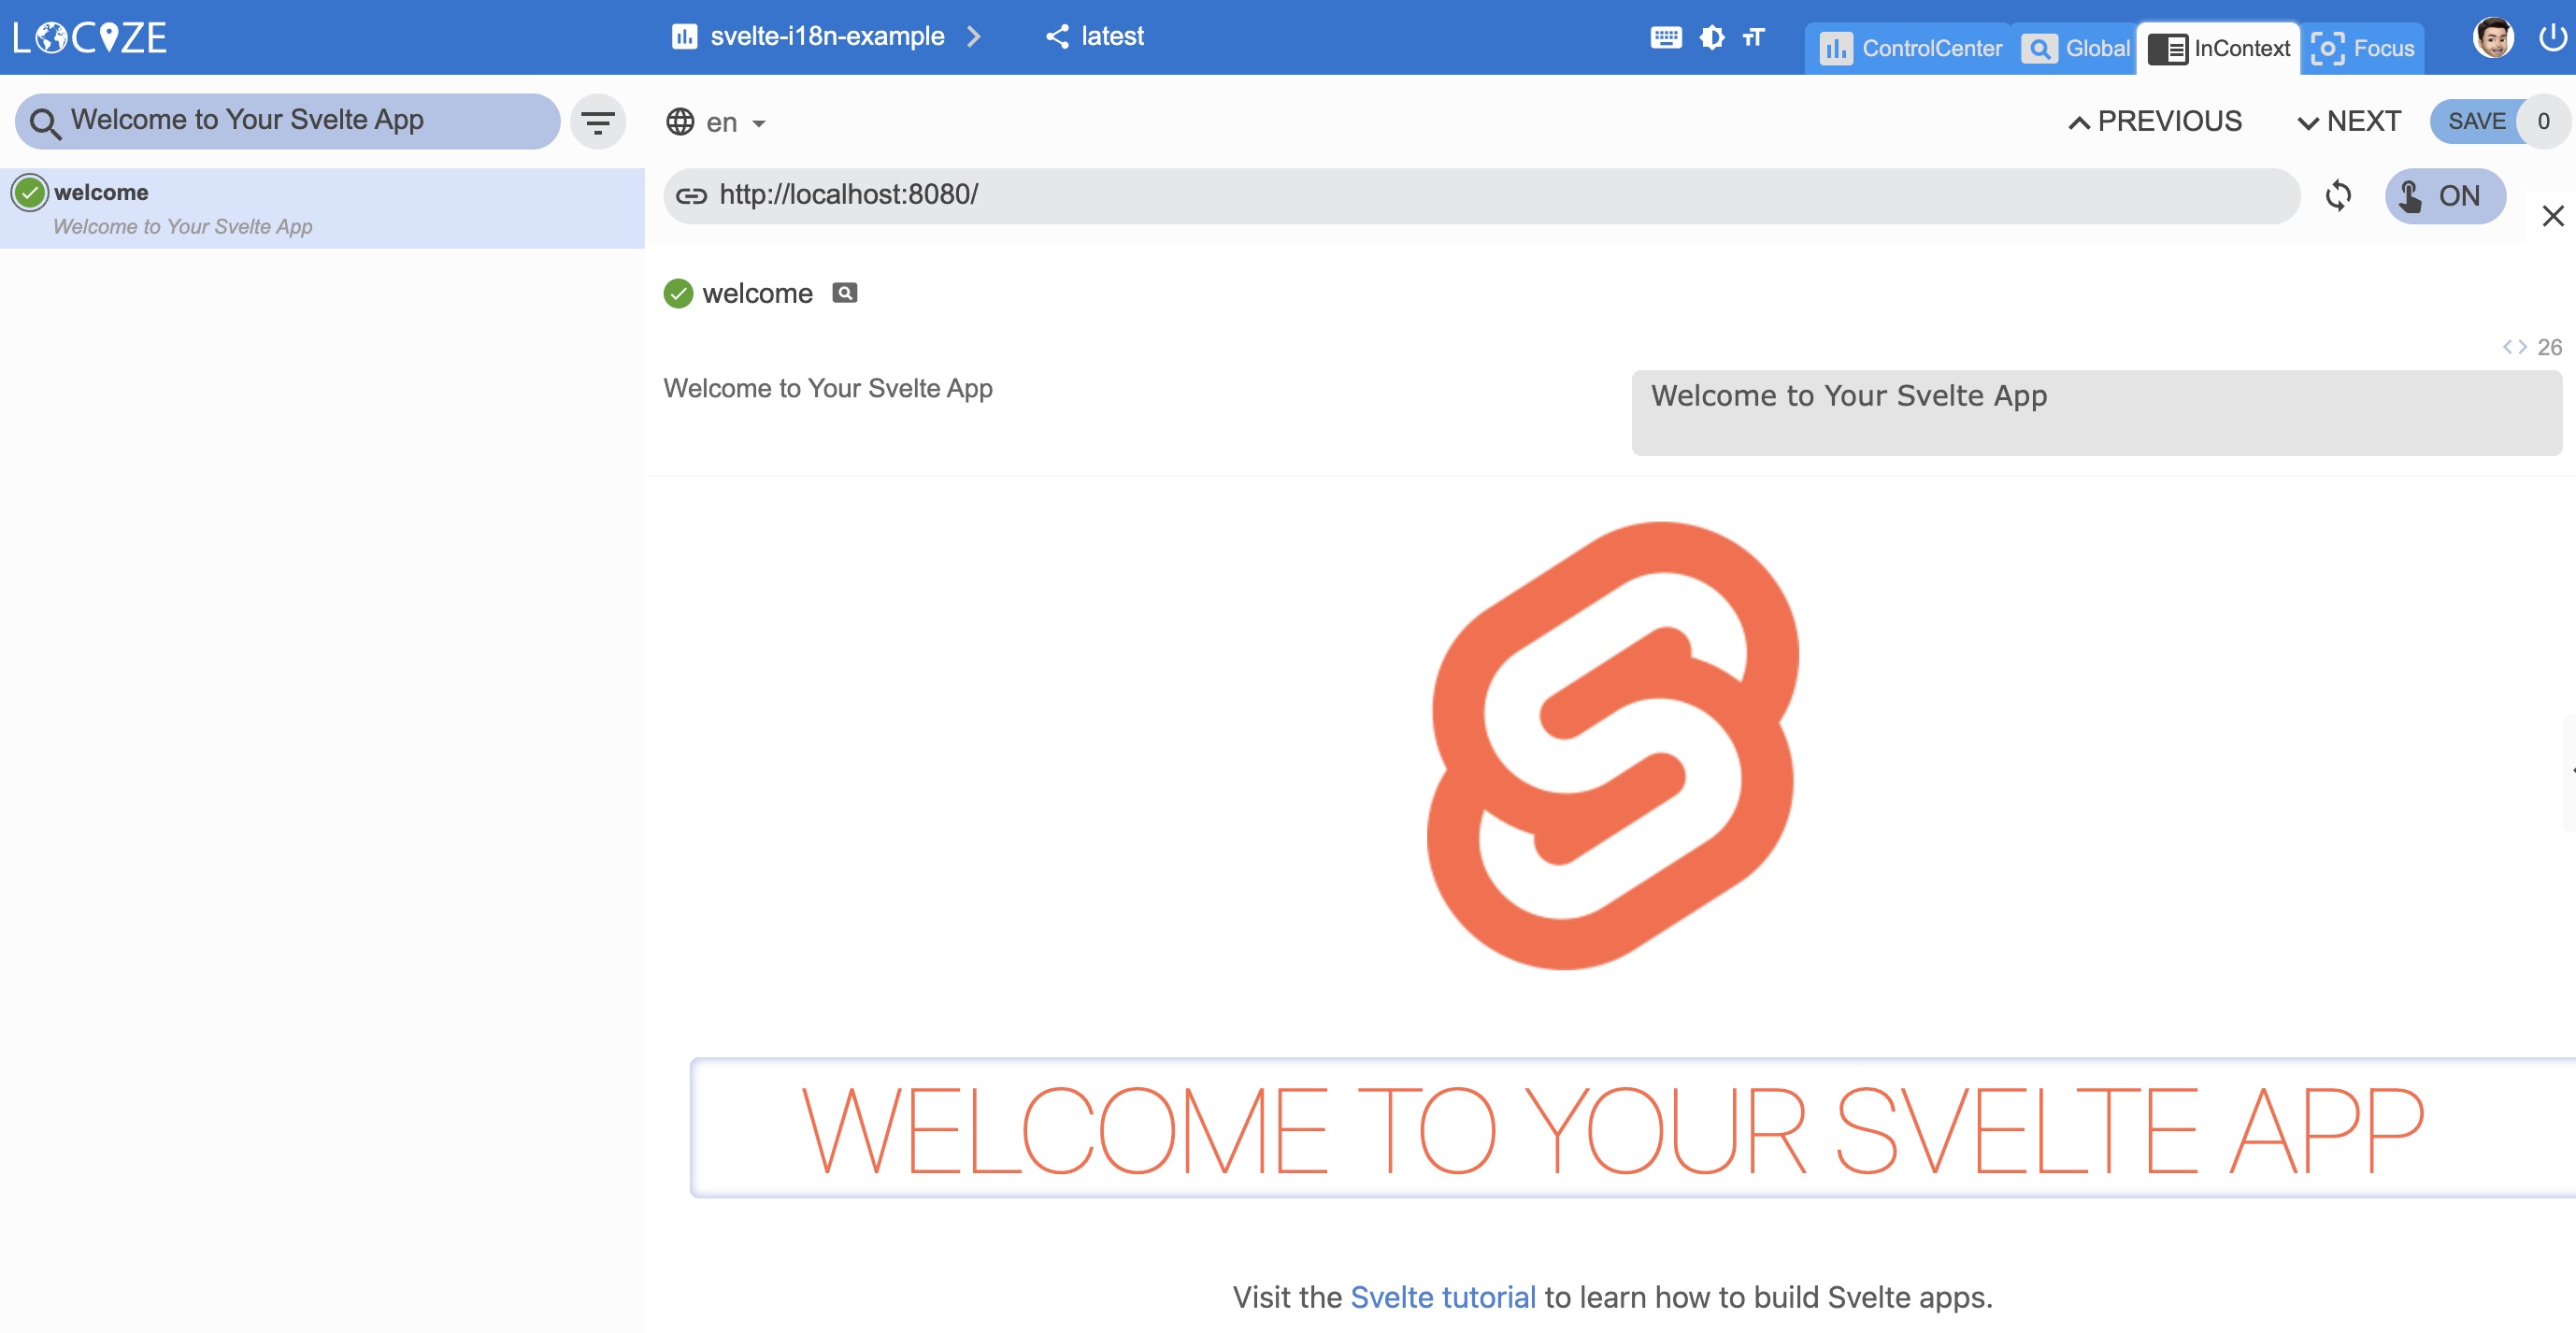 LOCIZE
svelte-i18n-example
latest
ControlCenter
Global
InContext
Focus
Welcome to Your Svelte App
en
PREVIOUS
NEXT
SAVE
0
welcome
Welcome to Your Svelte App
http://localhost:8080/
ON
welcome
<> 26
Welcome to Your Svelte App
Welcome to Your Svelte App
WELCOME TO YOUR SVELTE APP
Visit the Svelte tutorial to learn how to build Svelte apps.